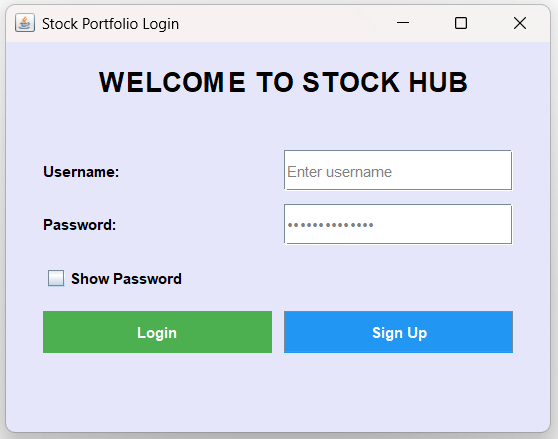 Stock Portfolio Login
WELCOME TO STOCK HUB
Username: Enter username
Password: ••••••••••••••
Show Password
Login Sign Up